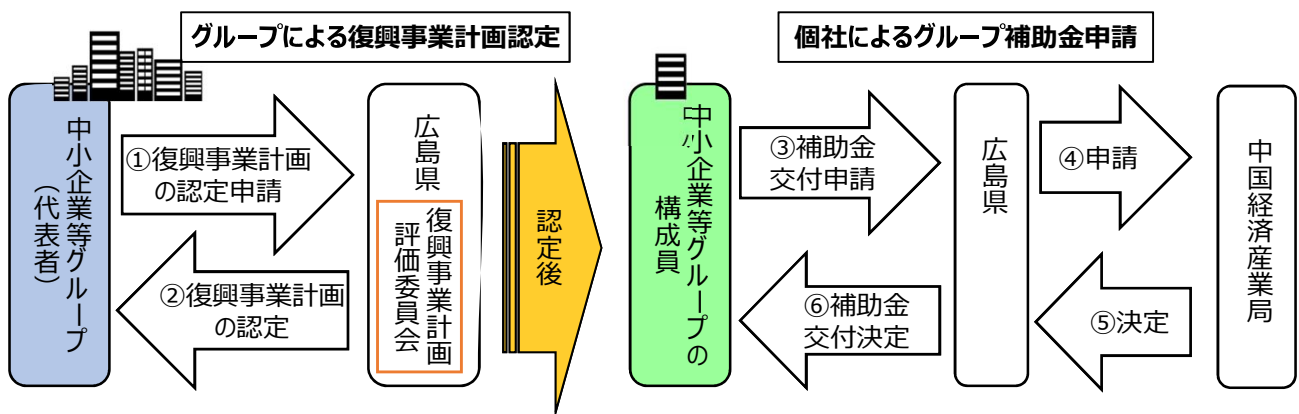 グループによる復興事業計画認定
中小企業等グループ
（代表者）
①復興事業計画
の認定申請
②復興事業計画
の認定
広島県
復興事業計画
評価委員会
認定後
個社によるグループ補助金申請
中小企業等グループの
構成員
③補助金
交付申請
⑥補助金
交付決定
広島県
④申請
⑤決定
中国経済産業局